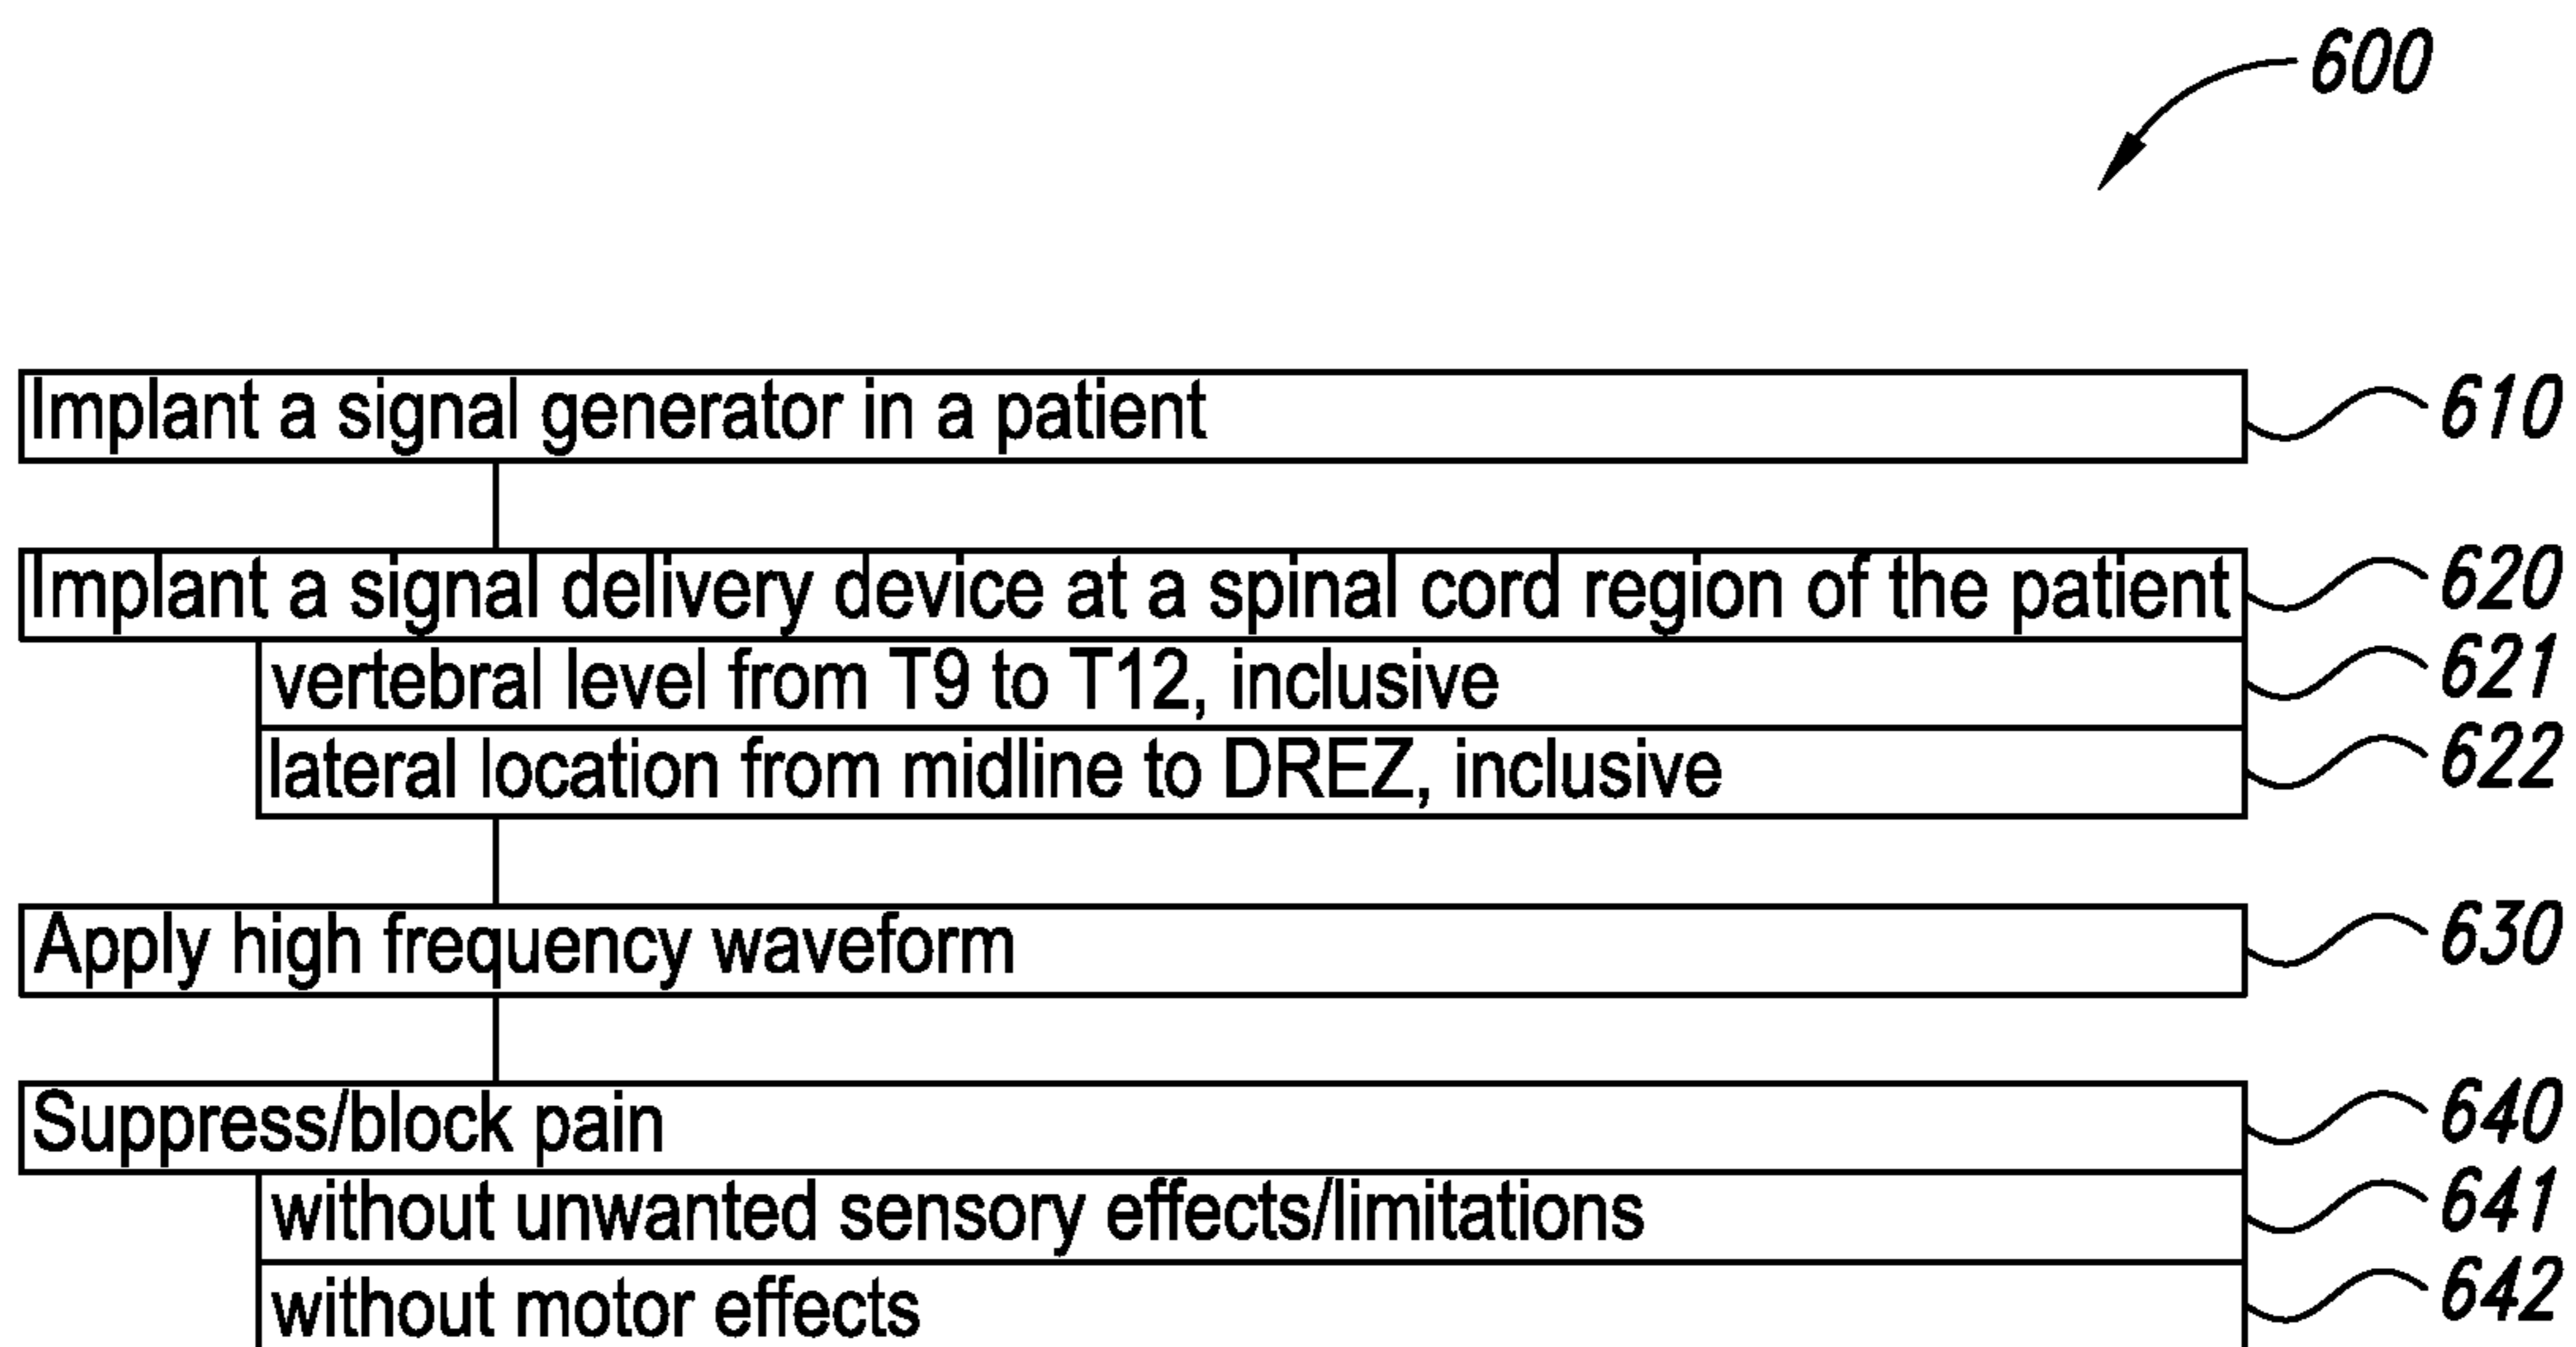 600
Implant a signal generator in a patient 610
Implant a signal delivery device at a spinal cord region of the patient 620
vertebral level from T9 to T12, inclusive 621
lateral location from midline to DREZ, inclusive 622
Apply high frequency waveform 630
Suppress/block pain 640
without unwanted sensory effects/limitations 641
without motor effects 642